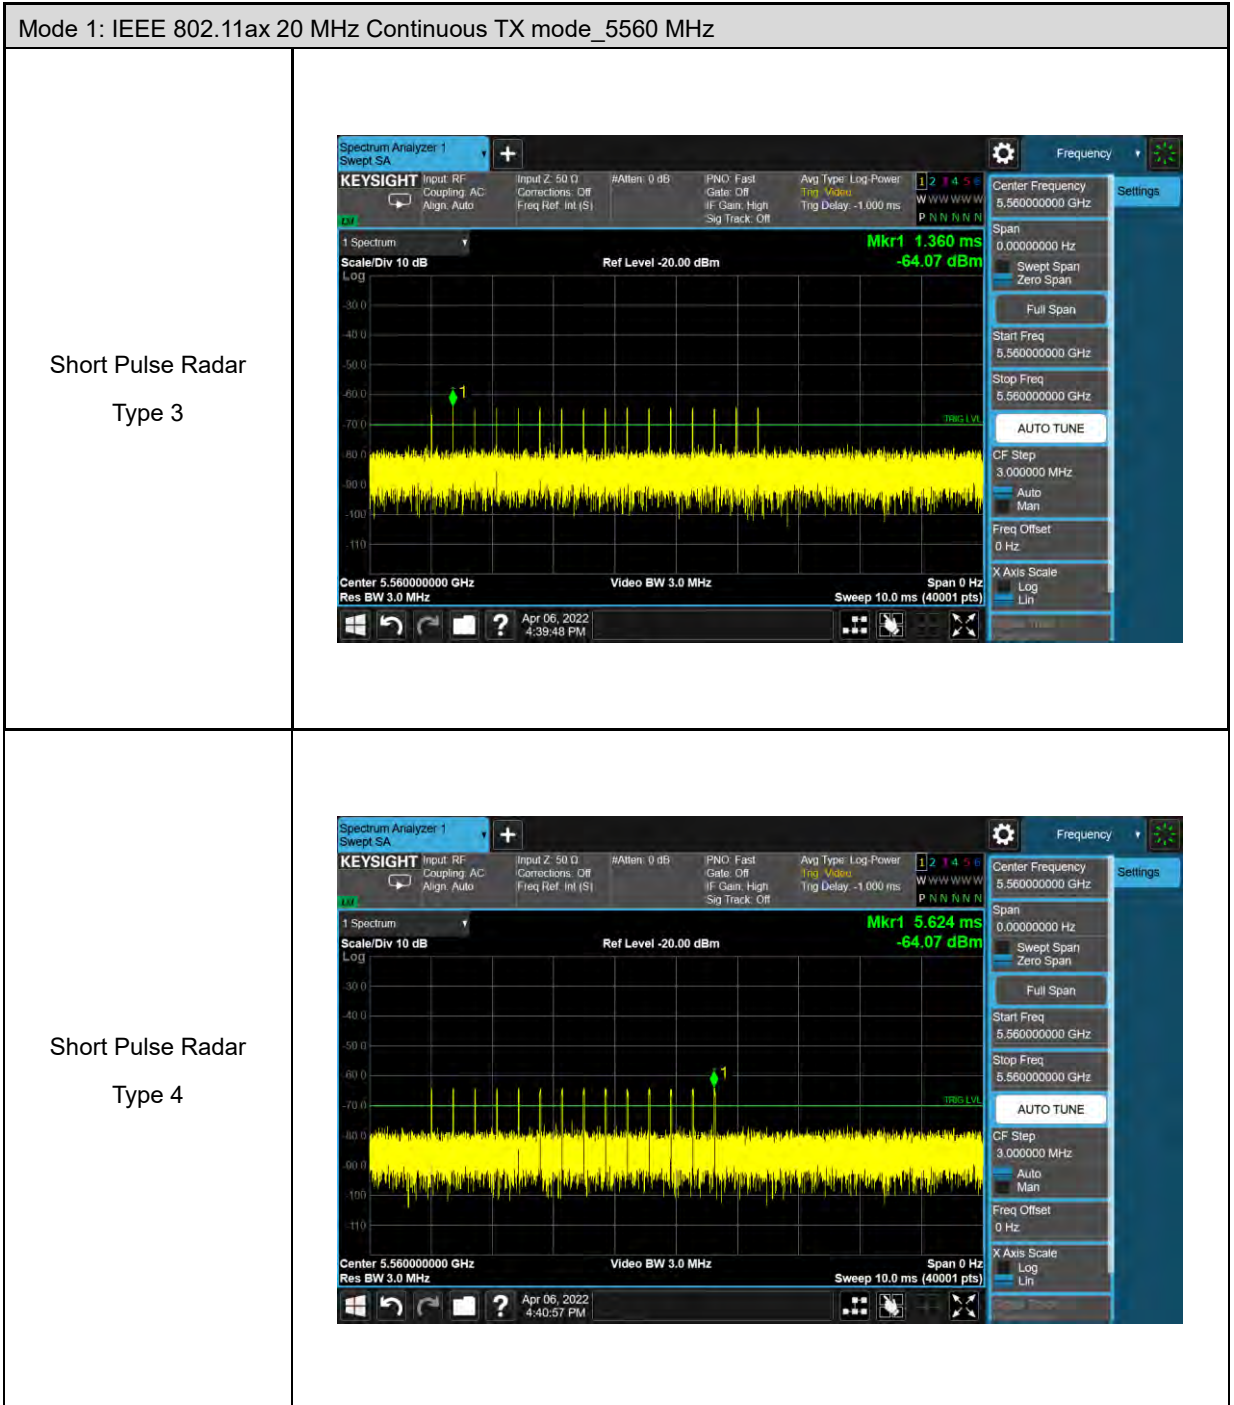 Mode 1: IEEE 802.11ax 20 MHz Continuous TX mode_5560 MHz
Short Pulse Radar
Type 3
Spectrum Analyzer 1
Swept SA
Frequency
KEYSIGHT
Input: RF
Coupling: AC
Align: Auto
Input Z: 50 Ω
Corrections: Off
Freq Ref: Int (S)
#Atten: 0 dB
PNO: Fast
Gate: Off
IF Gain: High
Sig Track: Off
Avg Type: Log-Power
Trig: Video
Trig Delay: -1.000 ms
1 2 3 4 5 6
W W W W W W
P N N N N N
Center Frequency
5.560000000 GHz
Settings
1 Spectrum
Mkr1 1.360 ms
-64.07 dBm
Scale/Div 10 dB
Ref Level -20.00 dBm
Log
-30.0
-40.0
-50.0
-60.0
-70.0
-80.0
-90.0
-100
-110
1
TRIG LVL
Span
0.00000000 Hz
Swept Span
Zero Span
Full Span
Start Freq
5.560000000 GHz
Stop Freq
5.560000000 GHz
AUTO TUNE
CF Step
3.000000 MHz
Auto
Man
Freq Offset
0 Hz
X Axis Scale
Log
Lin
Center 5.560000000 GHz
Video BW 3.0 MHz
Span 0 Hz
Res BW 3.0 MHz
Sweep 10.0 ms (40001 pts)
Apr 06, 2022
4:39:48 PM
Short Pulse Radar
Type 4
Spectrum Analyzer 1
Swept SA
Frequency
KEYSIGHT
Input: RF
Coupling: AC
Align: Auto
Input Z: 50 Ω
Corrections: Off
Freq Ref: Int (S)
#Atten: 0 dB
PNO: Fast
Gate: Off
IF Gain: High
Sig Track: Off
Avg Type: Log-Power
Trig: Video
Trig Delay: -1.000 ms
1 2 3 4 5 6
W W W W W W
P N N N N N
Center Frequency
5.560000000 GHz
Settings
1 Spectrum
Mkr1 5.624 ms
-64.07 dBm
Scale/Div 10 dB
Ref Level -20.00 dBm
Log
-30.0
-40.0
-50.0
-60.0
-70.0
-80.0
-90.0
-100
-110
1
TRIG LVL
Span
0.00000000 Hz
Swept Span
Zero Span
Full Span
Start Freq
5.560000000 GHz
Stop Freq
5.560000000 GHz
AUTO TUNE
CF Step
3.000000 MHz
Auto
Man
Freq Offset
0 Hz
X Axis Scale
Log
Lin
Center 5.560000000 GHz
Video BW 3.0 MHz
Span 0 Hz
Res BW 3.0 MHz
Sweep 10.0 ms (40001 pts)
Apr 06, 2022
4:40:57 PM